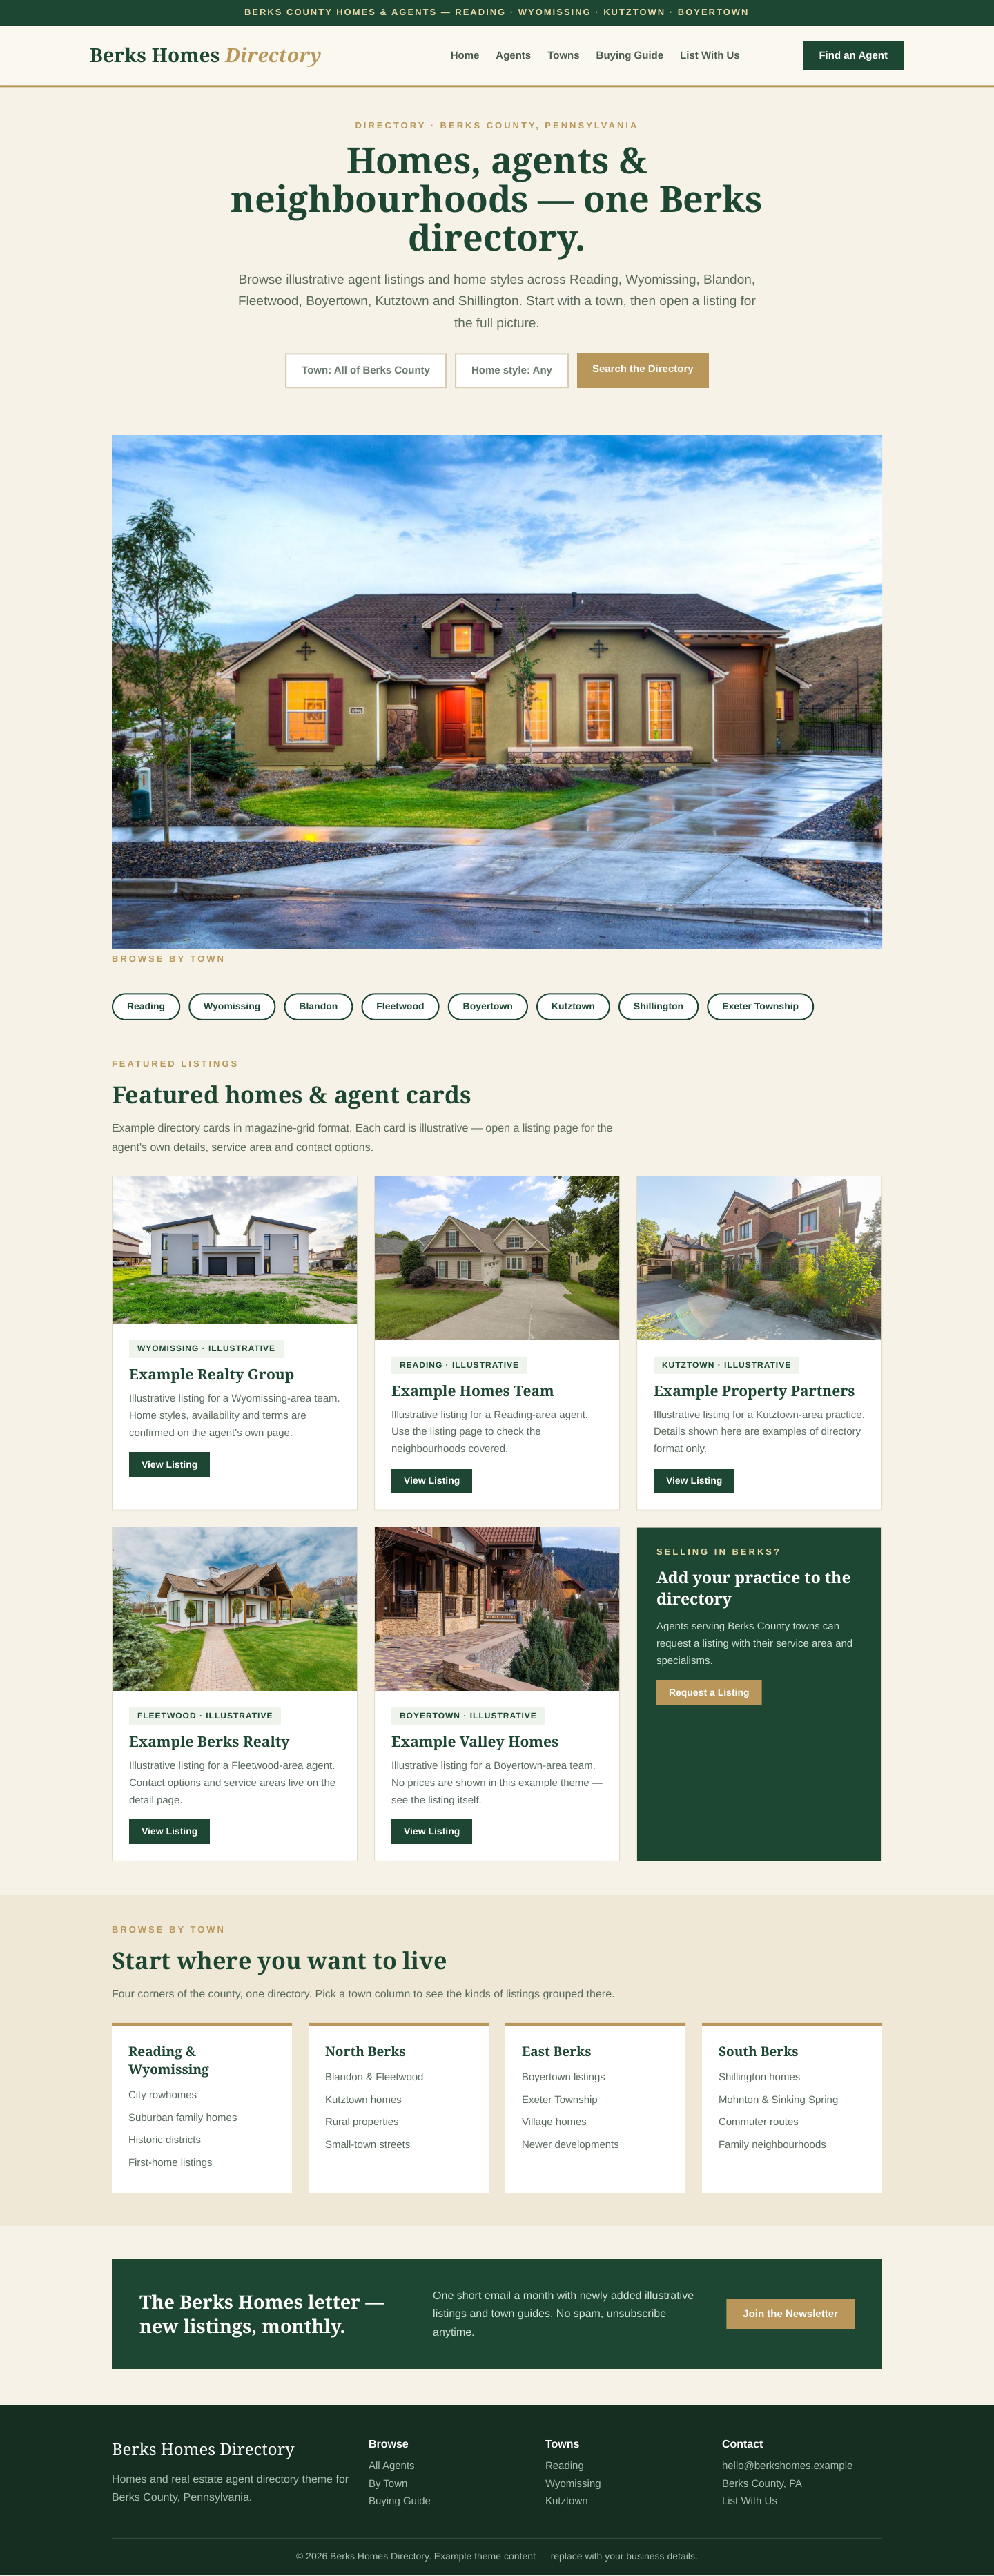 BERKS COUNTY HOMES & AGENTS — READING · WYOMISSING · KUTZTOWN · BOYERTOWN
Berks Homes Directory
Home
Agents
Towns
Buying Guide
List With Us
Find an Agent
DIRECTORY · BERKS COUNTY, PENNSYLVANIA
Homes, agents &
neighbourhoods — one Berks
directory.
Browse illustrative agent listings and home styles across Reading, Wyomissing, Blandon,
Fleetwood, Boyertown, Kutztown and Shillington. Start with a town, then open a listing for
the full picture.
Town: All of Berks County
Home style: Any
Search the Directory
BROWSE BY TOWN
Reading
Wyomissing
Blandon
Fleetwood
Boyertown
Kutztown
Shillington
Exeter Township
FEATURED LISTINGS
Featured homes & agent cards
Example directory cards in magazine-grid format. Each card is illustrative — open a listing page for the
agent's own details, service area and contact options.
WYOMISSING · ILLUSTRATIVE
Example Realty Group
Illustrative listing for a Wyomissing-area team.
Home styles, availability and terms are
confirmed on the agent's own page.
View Listing
READING · ILLUSTRATIVE
Example Homes Team
Illustrative listing for a Reading-area agent.
Use the listing page to check the
neighbourhoods covered.
View Listing
KUTZTOWN · ILLUSTRATIVE
Example Property Partners
Illustrative listing for a Kutztown-area practice.
Details shown here are examples of directory
format only.
View Listing
FLEETWOOD · ILLUSTRATIVE
Example Berks Realty
Illustrative listing for a Fleetwood-area agent.
Contact options and service areas live on the
detail page.
View Listing
BOYERTOWN · ILLUSTRATIVE
Example Valley Homes
Illustrative listing for a Boyertown-area team.
No prices are shown in this example theme —
see the listing itself.
View Listing
SELLING IN BERKS?
Add your practice to the
directory
Agents serving Berks County towns can
request a listing with their service area and
specialisms.
Request a Listing
BROWSE BY TOWN
Start where you want to live
Four corners of the county, one directory. Pick a town column to see the kinds of listings grouped there.
Reading &
Wyomissing
City rowhomes
Suburban family homes
Historic districts
First-home listings
North Berks
Blandon & Fleetwood
Kutztown homes
Rural properties
Small-town streets
East Berks
Boyertown listings
Exeter Township
Village homes
Newer developments
South Berks
Shillington homes
Mohnton & Sinking Spring
Commuter routes
Family neighbourhoods
The Berks Homes letter —
new listings, monthly.
One short email a month with newly added illustrative
listings and town guides. No spam, unsubscribe
anytime.
Join the Newsletter
Berks Homes Directory
Homes and real estate agent directory theme for
Berks County, Pennsylvania.
Browse
All Agents
By Town
Buying Guide
Towns
Reading
Wyomissing
Kutztown
Contact
hello@berkshomes.example
Berks County, PA
List With Us
© 2026 Berks Homes Directory. Example theme content — replace with your business details.